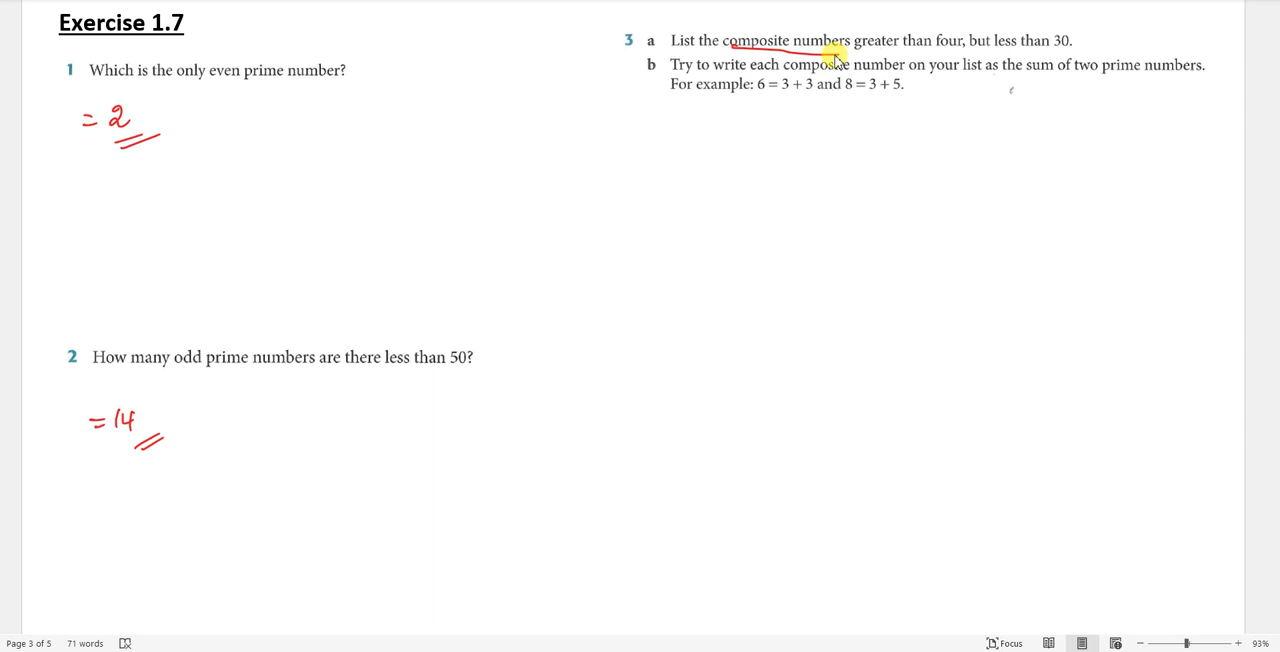 Exercise 1.7
1 Which is the only even prime number?
= 2
2 How many odd prime numbers are there less than 50?
= 14
3 a List the composite numbers greater than four, but less than 30.
b Try to write each composite number on your list as the sum of two prime numbers.
For example: 6 = 3 + 3 and 8 = 3 + 5.
Page 3 of 5 71 words Focus 93%